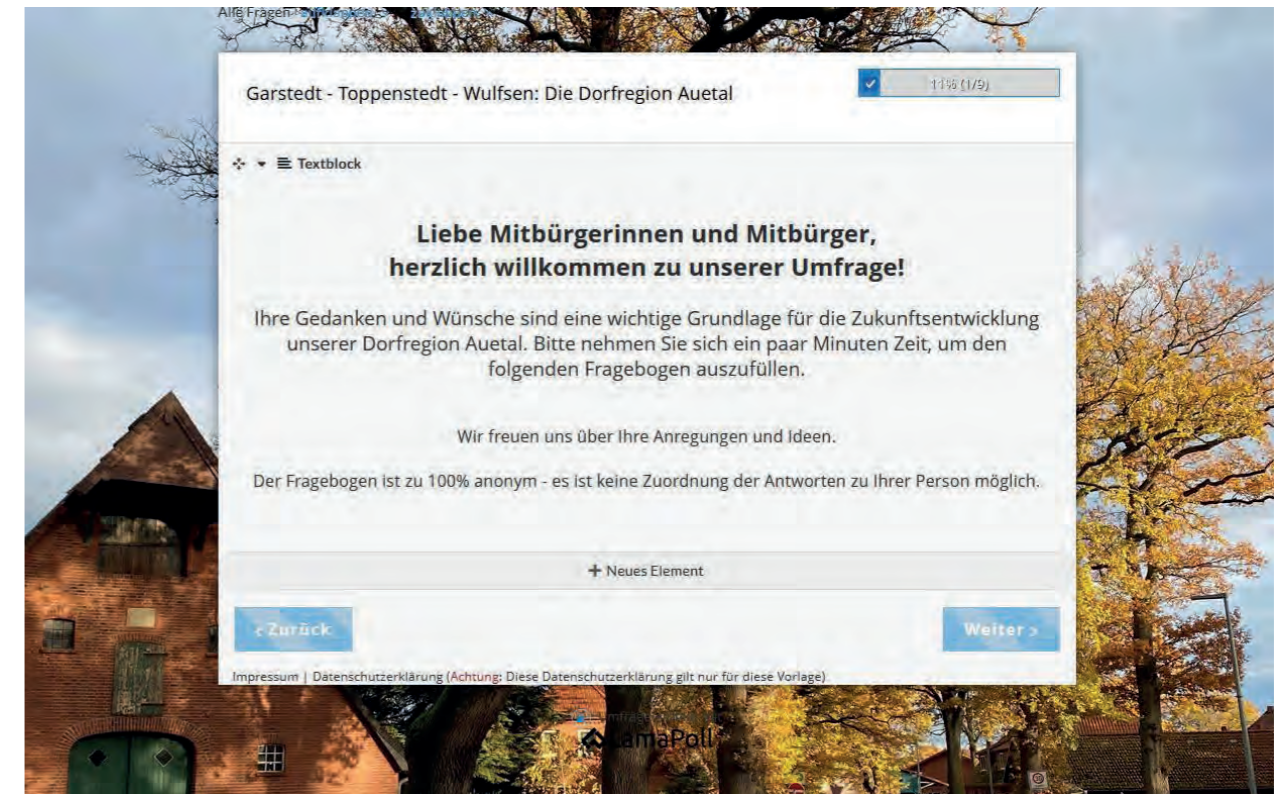 Alle Fragen
Garstedt - Toppenstedt - Wulfsen: Die Dorfregion Auetal
11% (1/9)
Textblock
Liebe Mitbürgerinnen und Mitbürger,
herzlich willkommen zu unserer Umfrage!
Ihre Gedanken und Wünsche sind eine wichtige Grundlage für die Zukunftsentwicklung
unserer Dorfregion Auetal. Bitte nehmen Sie sich ein paar Minuten Zeit, um den
folgenden Fragebogen auszufüllen.
Wir freuen uns über Ihre Anregungen und Ideen.
Der Fragebogen ist zu 100% anonym - es ist keine Zuordnung der Antworten zu Ihrer Person möglich.
+ Neues Element
‹ Zurück
Weiter ›
Impressum | Datenschutzerklärung (Achtung: Diese Datenschutzerklärung gilt nur für diese Vorlage)
LamaPoll